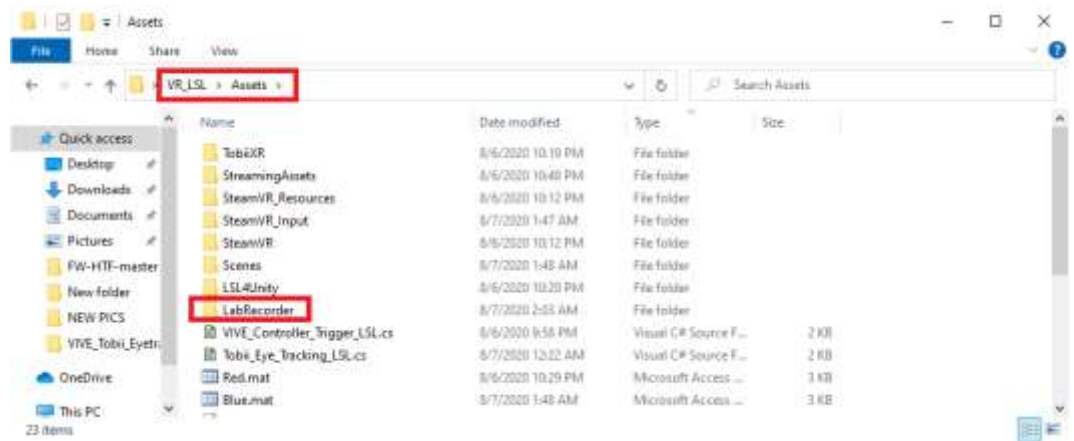 Assets
File Home Share View
VR_LSL › Assets › Search Assets
Name Date modified Type Size
Quick access
Desktop
Downloads
Documents
Pictures
FW-HTF-master
New folder
NEW PICS
VIVE_Tobii_Eyetr
OneDrive
This PC
TobiiXR 8/6/2020 10:19 PM File folder
StreamingAssets 8/6/2020 10:48 PM File folder
SteamVR_Resources 8/6/2020 10:12 PM File folder
SteamVR_Input 8/7/2020 1:47 AM File folder
SteamVR 8/6/2020 10:12 PM File folder
Scenes 8/7/2020 1:48 AM File folder
LSL4Unity 8/6/2020 10:20 PM File folder
LabRecorder 8/7/2020 2:03 AM File folder
VIVE_Controller_Trigger_LSL.cs 8/6/2020 9:58 PM Visual C# Source F... 2 KB
Tobii_Eye_Tracking_LSL.cs 8/7/2020 12:22 AM Visual C# Source F... 2 KB
Red.mat 8/6/2020 10:29 PM Microsoft Access ... 3 KB
Blue.mat 8/7/2020 1:48 AM Microsoft Access ... 3 KB
23 items